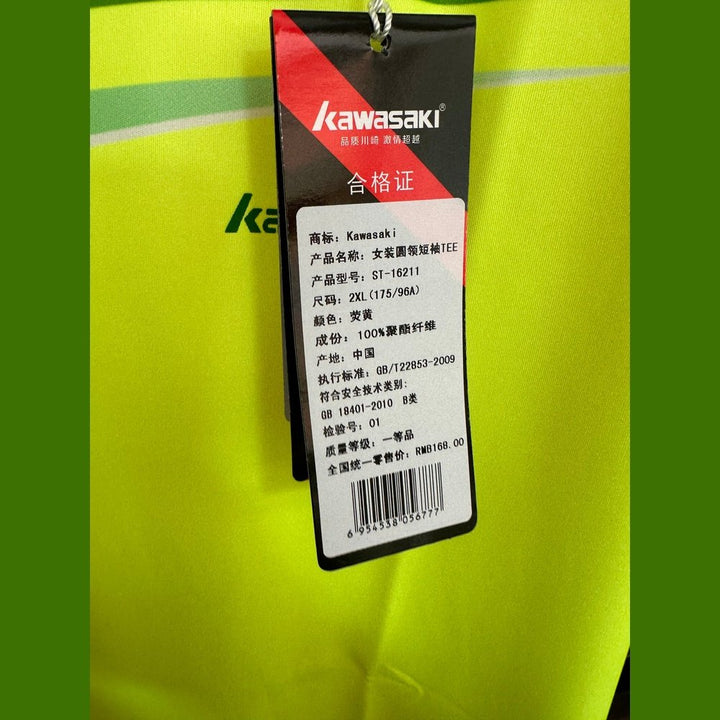 Kawasaki®
品质川崎 激情超越
合格证
Ka
商标: Kawasaki
产品名称: 女装圆领短袖TEE
产品型号: ST-16211
尺码: 2XL(175/96A)
颜色: 荧黄
成份: 100%聚酯纤维
产地: 中国
执行标准: GB/T22853-2009
符合安全技术类别:
GB 18401-2010 B类
检验号: 01
质量等级: 一等品
全国统一零售价: RMB168.00
6 954538 056777